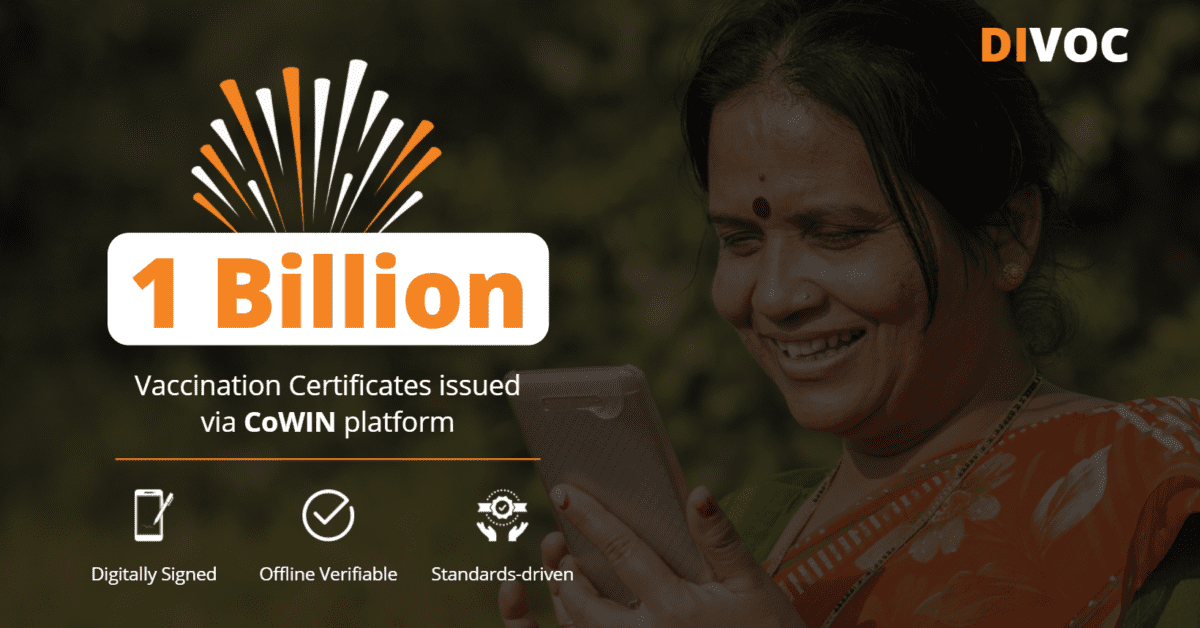 DIVOC
1 Billion
Vaccination Certificates issued
via CoWIN platform
Digitally Signed
Offline Verifiable
Standards-driven